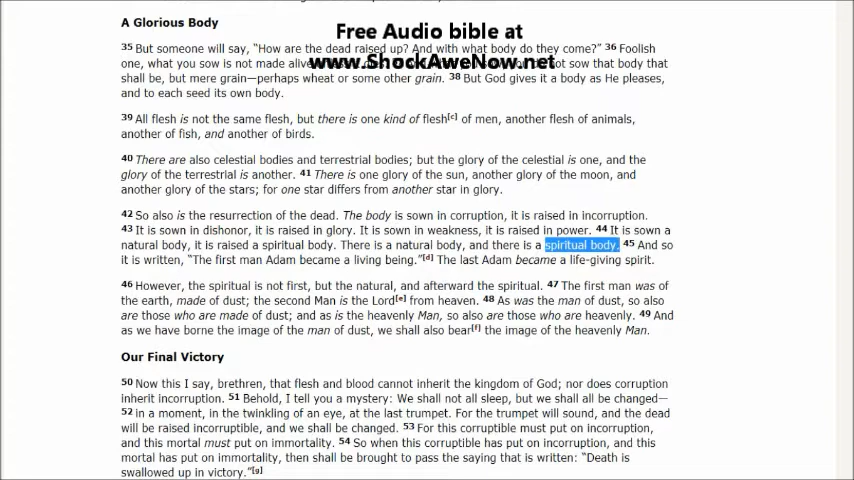 A Glorious Body
Free Audio bible at
35 But someone will say, “How are the dead raised up? And with what body do they come?” 36 Foolish
one, what you sow is not made alive
www.ShockAweNow.net
not sow that body that
shall be, but mere grain—perhaps wheat or some other grain. 38 But God gives it a body as He pleases,
and to each seed its own body.
39 All flesh is not the same flesh, but there is one kind of flesh[c] of men, another flesh of animals,
another of fish, and another of birds.
40 There are also celestial bodies and terrestrial bodies; but the glory of the celestial is one, and the
glory of the terrestrial is another. 41 There is one glory of the sun, another glory of the moon, and
another glory of the stars; for one star differs from another star in glory.
42 So also is the resurrection of the dead. The body is sown in corruption, it is raised in incorruption.
43 It is sown in dishonor, it is raised in glory. It is sown in weakness, it is raised in power. 44 It is sown a
natural body, it is raised a spiritual body. There is a natural body, and there is a spiritual body. 45 And so
it is written, “The first man Adam became a living being.”[d] The last Adam became a life-giving spirit.
46 However, the spiritual is not first, but the natural, and afterward the spiritual. 47 The first man was of
the earth, made of dust; the second Man is the Lord[e] from heaven. 48 As was the man of dust, so also
are those who are made of dust; and as is the heavenly Man, so also are those who are heavenly. 49 And
as we have borne the image of the man of dust, we shall also bear[f] the image of the heavenly Man.
Our Final Victory
50 Now this I say, brethren, that flesh and blood cannot inherit the kingdom of God; nor does corruption
inherit incorruption. 51 Behold, I tell you a mystery: We shall not all sleep, but we shall all be changed—
52 in a moment, in the twinkling of an eye, at the last trumpet. For the trumpet will sound, and the dead
will be raised incorruptible, and we shall be changed. 53 For this corruptible must put on incorruption,
and this mortal must put on immortality. 54 So when this corruptible has put on incorruption, and this
mortal has put on immortality, then shall be brought to pass the saying that is written: “Death is
swallowed up in victory.”[g]